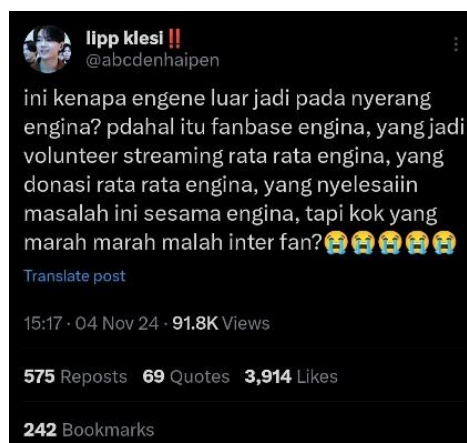 lipp klesi‼️
@abcdenhaipen
ini kenapa engene luar jadi pada nyerang
engina? pdahal itu fanbase engina, yang jadi
volunteer streaming rata rata engina, yang
donasi rata rata engina, yang nyelesaiin
masalah ini sesama engina, tapi kok yang
marah marah malah inter fan?😭😭😭😭😭
Translate post
15:17 · 04 Nov 24 · 91.8K Views
575 Reposts 69 Quotes 3,914 Likes
242 Bookmarks